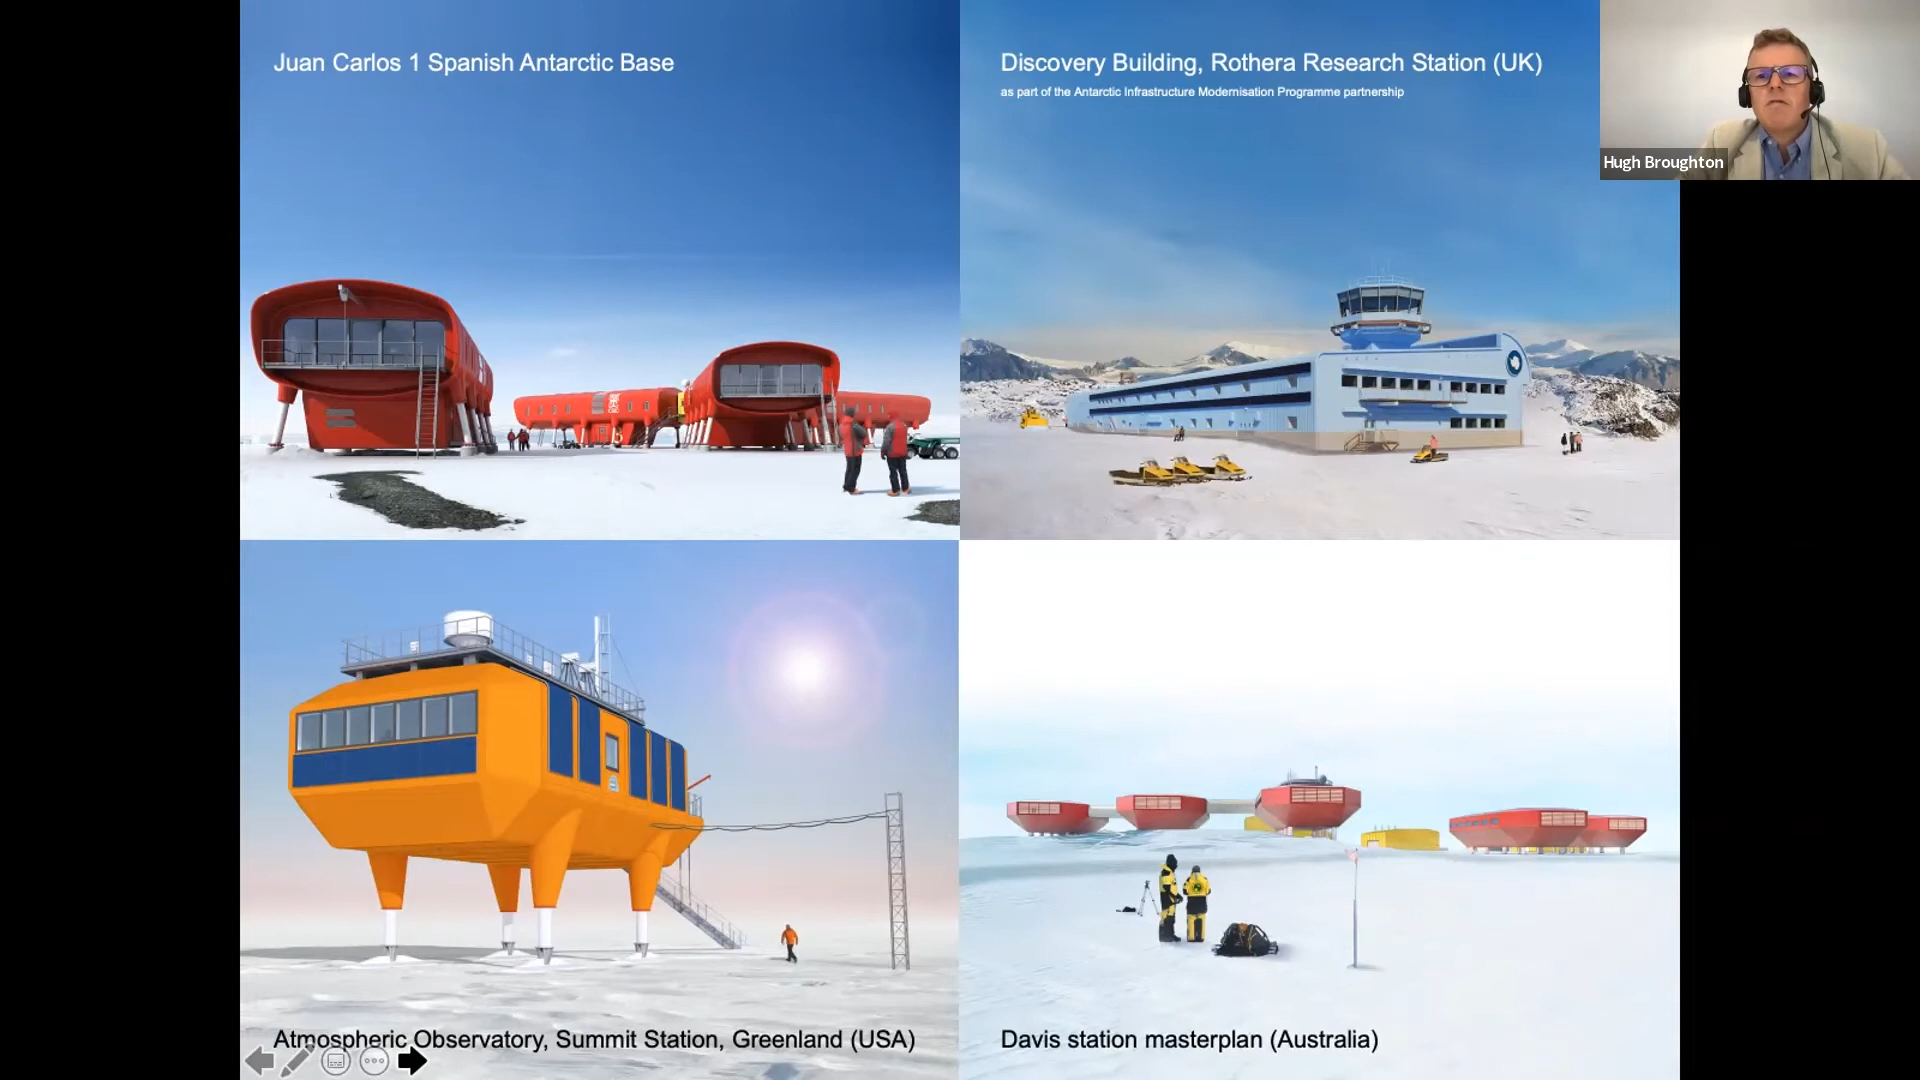 Juan Carlos 1 Spanish Antarctic Base
Discovery Building, Rothera Research Station (UK)
as part of the Antarctic Infrastructure Modernisation Programme partnership
Hugh Broughton
Atmospheric Observatory, Summit Station, Greenland (USA)
Davis station masterplan (Australia)